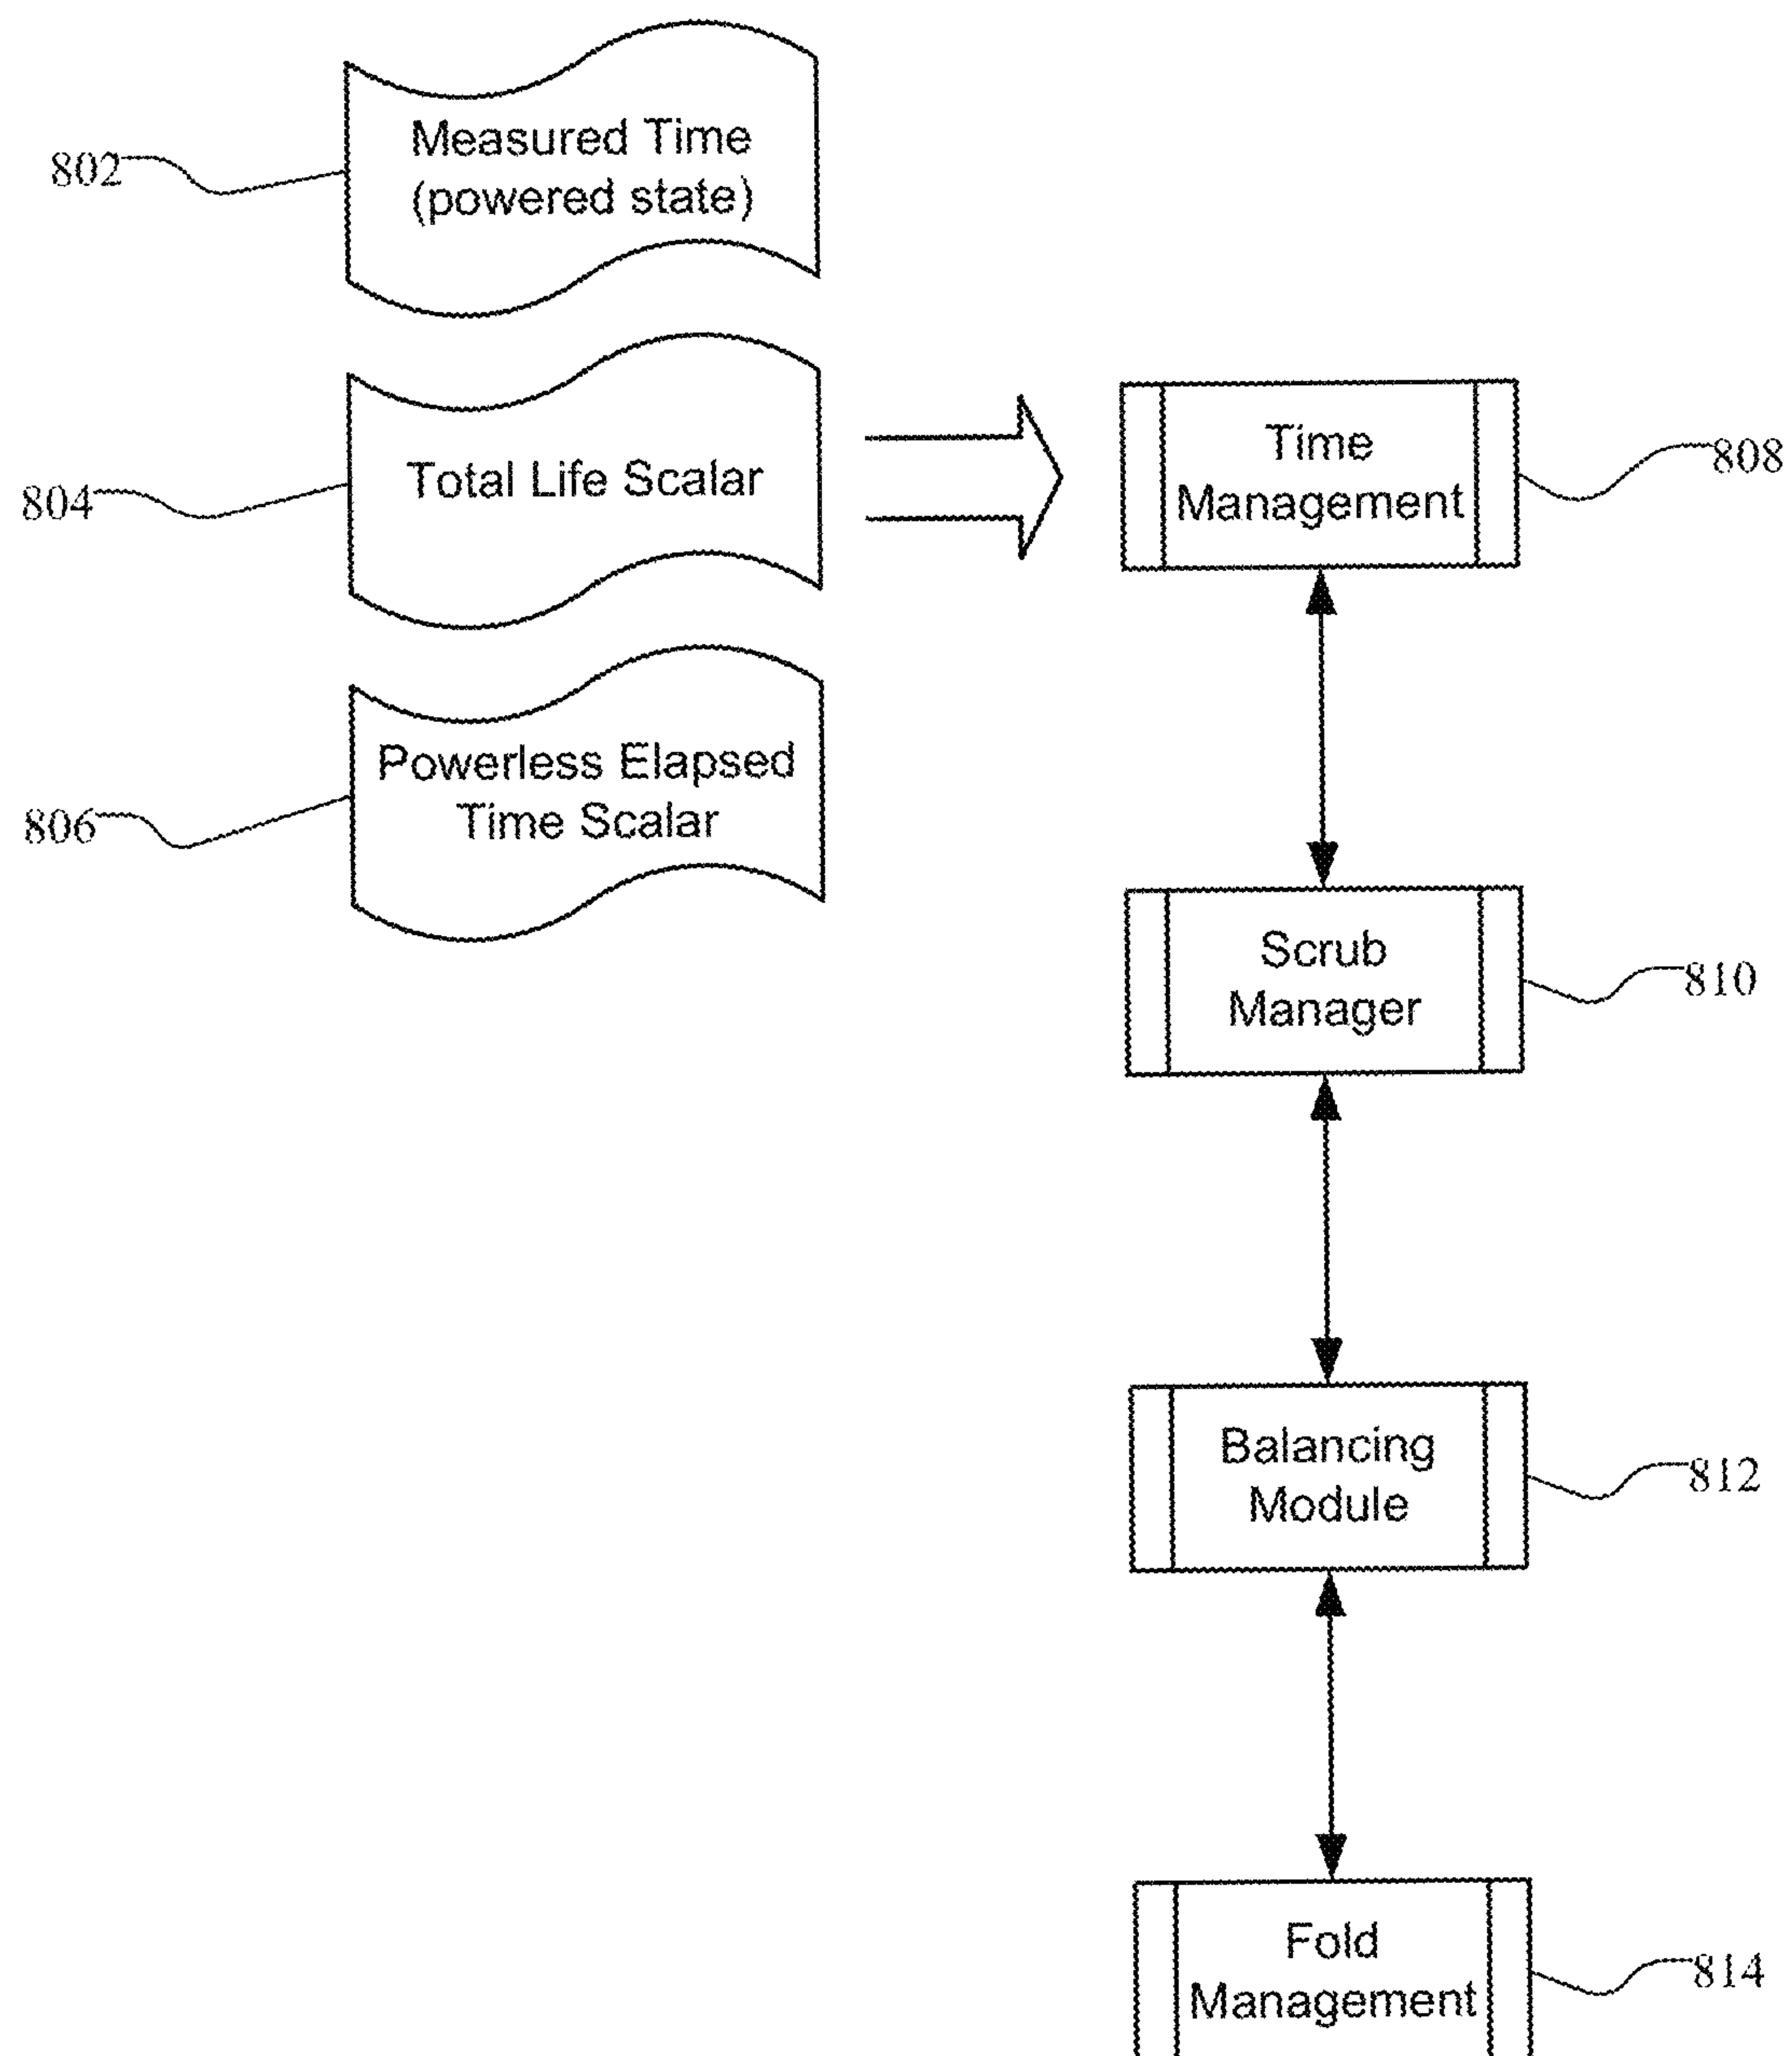 802
Measured Time
(powered state)
804
Total Life Scalar
806
Powerless Elapsed
Time Scalar
Time
Management
808
Scrub
Manager
810
Balancing
Module
812
Fold
Management
814